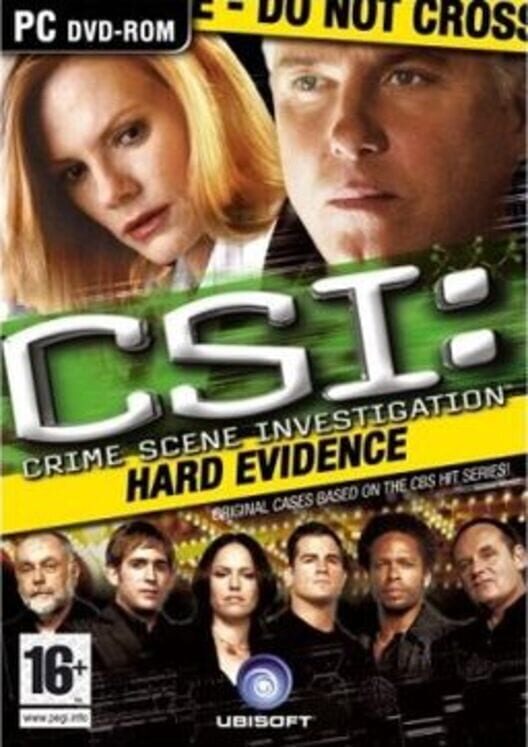 PC DVD-ROM
E - DO NOT CROSS
CSI:
CRIME SCENE INVESTIGATION™
HARD EVIDENCE
ORIGINAL CASES BASED ON THE CBS HIT SERIES!
16+
www.pegi.info
UBISOFT